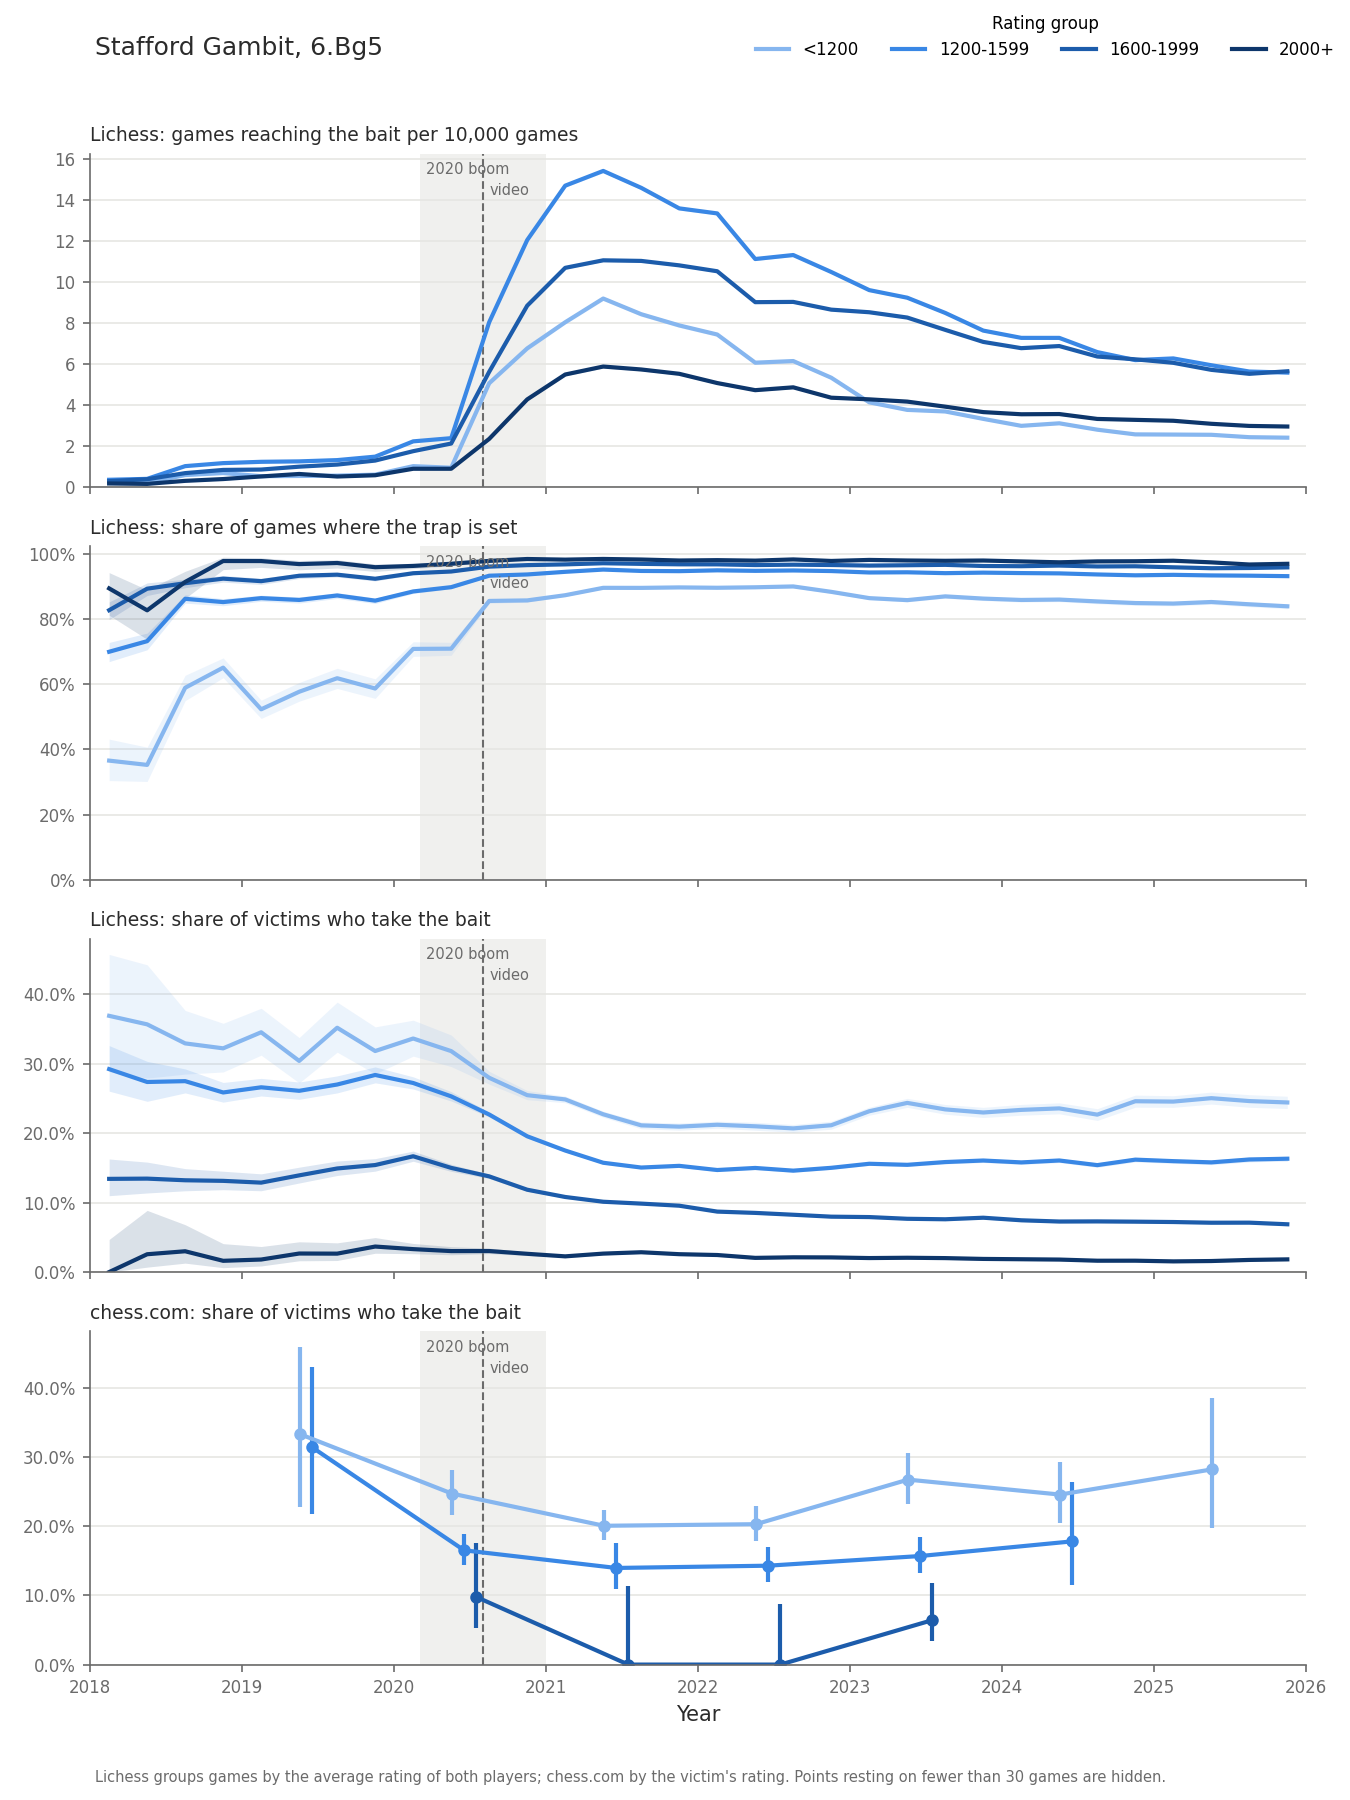 Stafford Gambit, 6.Bg5
Rating group
<1200 1200-1599 1600-1999 2000+
Lichess: games reaching the bait per 10,000 games
16
14
12
10
8
6
4
2
0
2020 boom
video
Lichess: share of games where the trap is set
100%
80%
60%
40%
20%
0%
2020 boom
video
Lichess: share of victims who take the bait
40.0%
30.0%
20.0%
10.0%
0.0%
2020 boom
video
chess.com: share of victims who take the bait
40.0%
30.0%
20.0%
10.0%
0.0%
2020 boom
video
2018 2019 2020 2021 2022 2023 2024 2025 2026
Year
Lichess groups games by the average rating of both players; chess.com by the victim's rating. Points resting on fewer than 30 games are hidden.